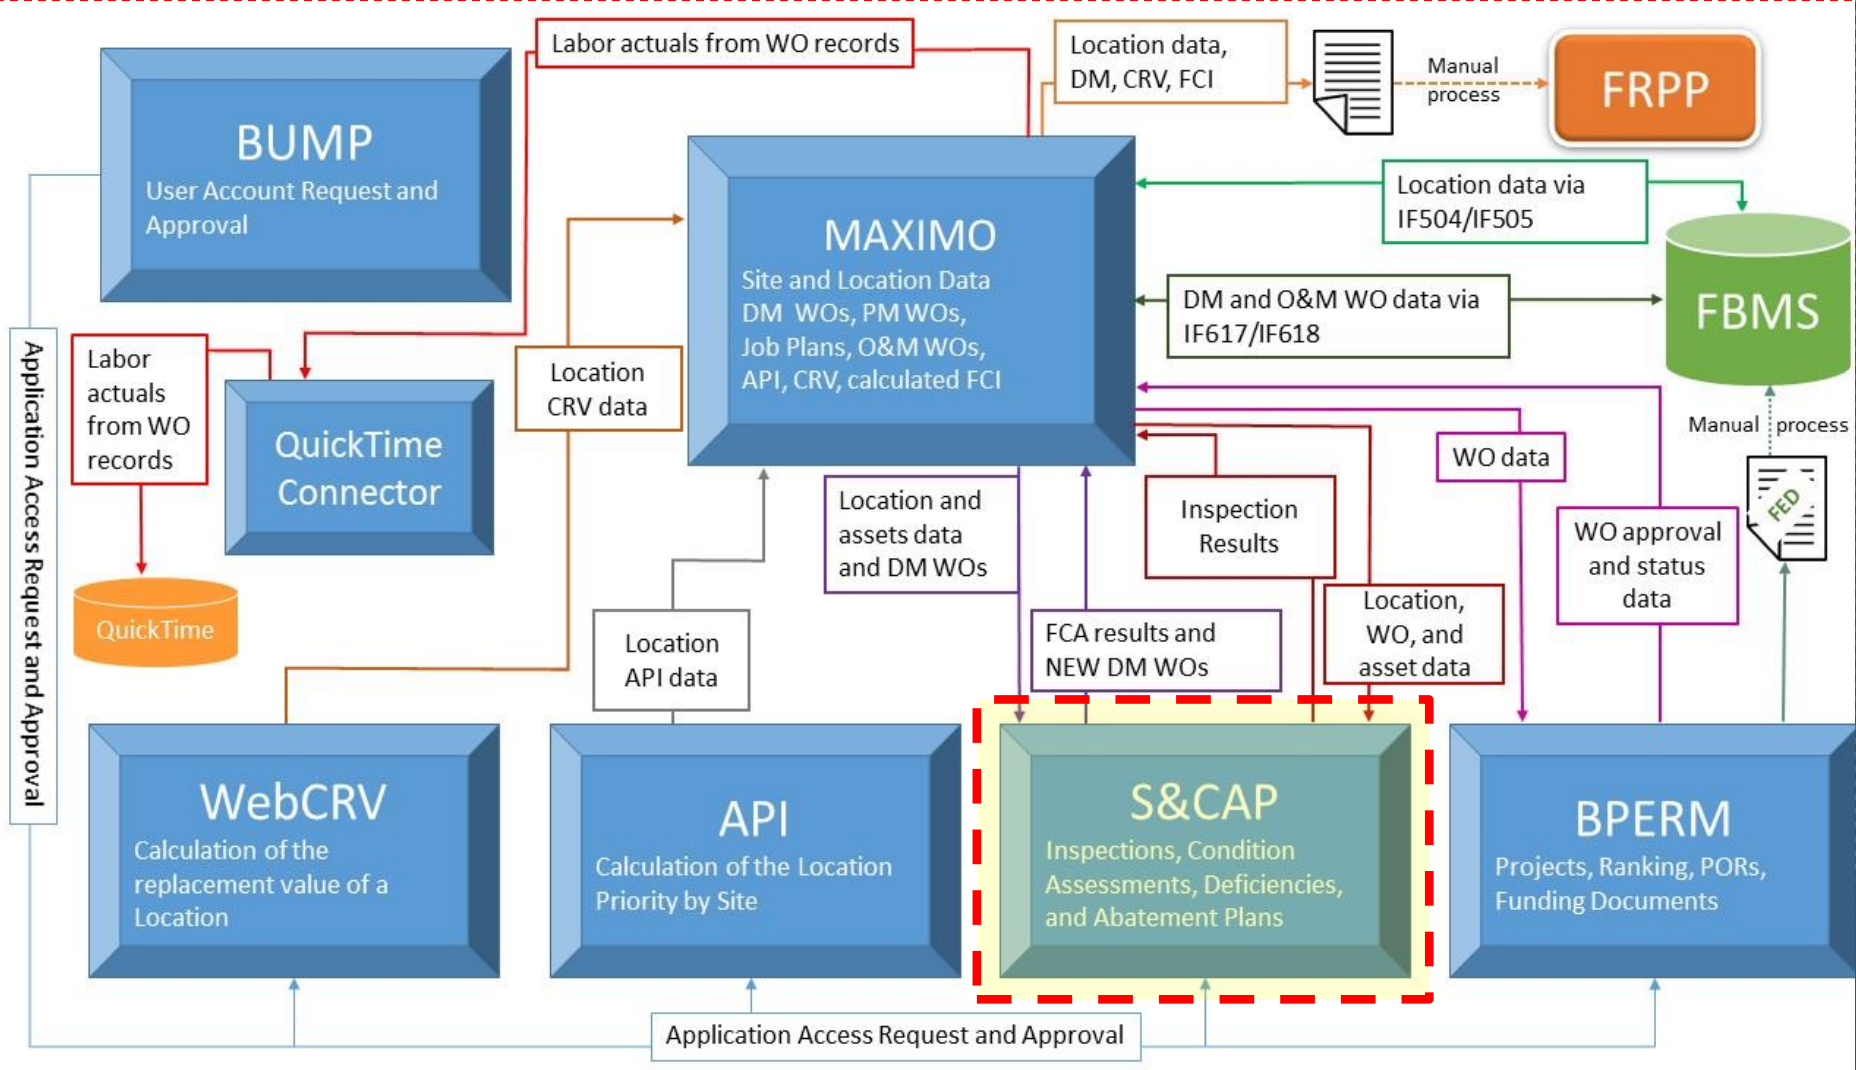 Labor actuals from WO records
Location data,
DM, CRV, FCI
Manual
process
FRPP
BUMP
User Account Request and
Approval
MAXIMO
Site and Location Data
DM WOs, PM WOs,
Job Plans, O&M WOs,
API, CRV, calculated FCI
Location data via
IF504/IF505
DM and O&M WO data via
IF617/IF618
FBMS
Application Access Request and Approval
Labor
actuals
from WO
records
QuickTime
Connector
QuickTime
Location
CRV data
Location and
assets data
and DM WOs
Inspection
Results
WO data
Manual process
FED
WO approval
and status
data
Location
API data
FCA results and
NEW DM WOs
Location,
WO, and
asset data
WebCRV
Calculation of the
replacement value of a
Location
API
Calculation of the Location
Priority by Site
S&CAP
Inspections, Condition
Assessments, Deficiencies,
and Abatement Plans
BPERM
Projects, Ranking, PORs,
Funding Documents
Application Access Request and Approval